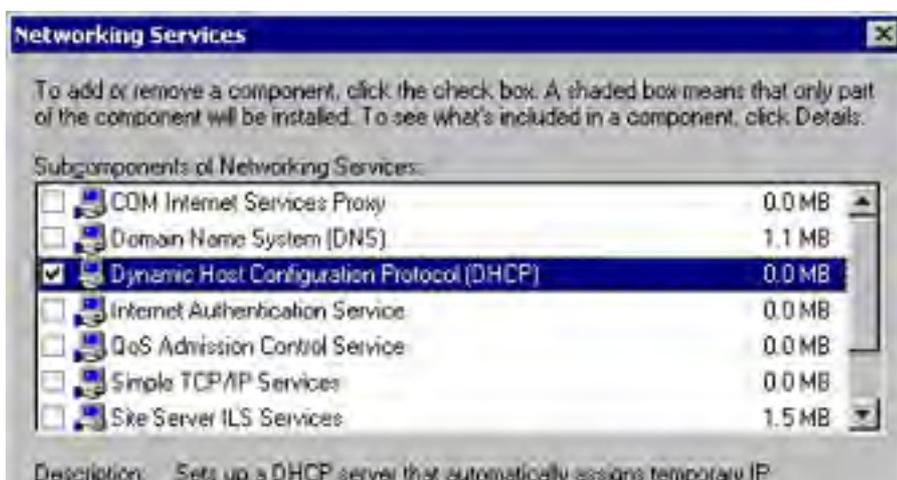 Networking Services
To add or remove a component, click the check box. A shaded box means that only part
of the component will be installed. To see what's included in a component, click Details.
Subcomponents of Networking Services:
COM Internet Services Proxy 0.0 MB
Domain Name System (DNS) 1.1 MB
Dynamic Host Configuration Protocol (DHCP) 0.0 MB
Internet Authentication Service 0.0 MB
QoS Admission Control Service 0.0 MB
Simple TCP/IP Services 0.0 MB
Site Server ILS Services 1.5 MB
Description: Sets up a DHCP server that automatically assigns temporary IP